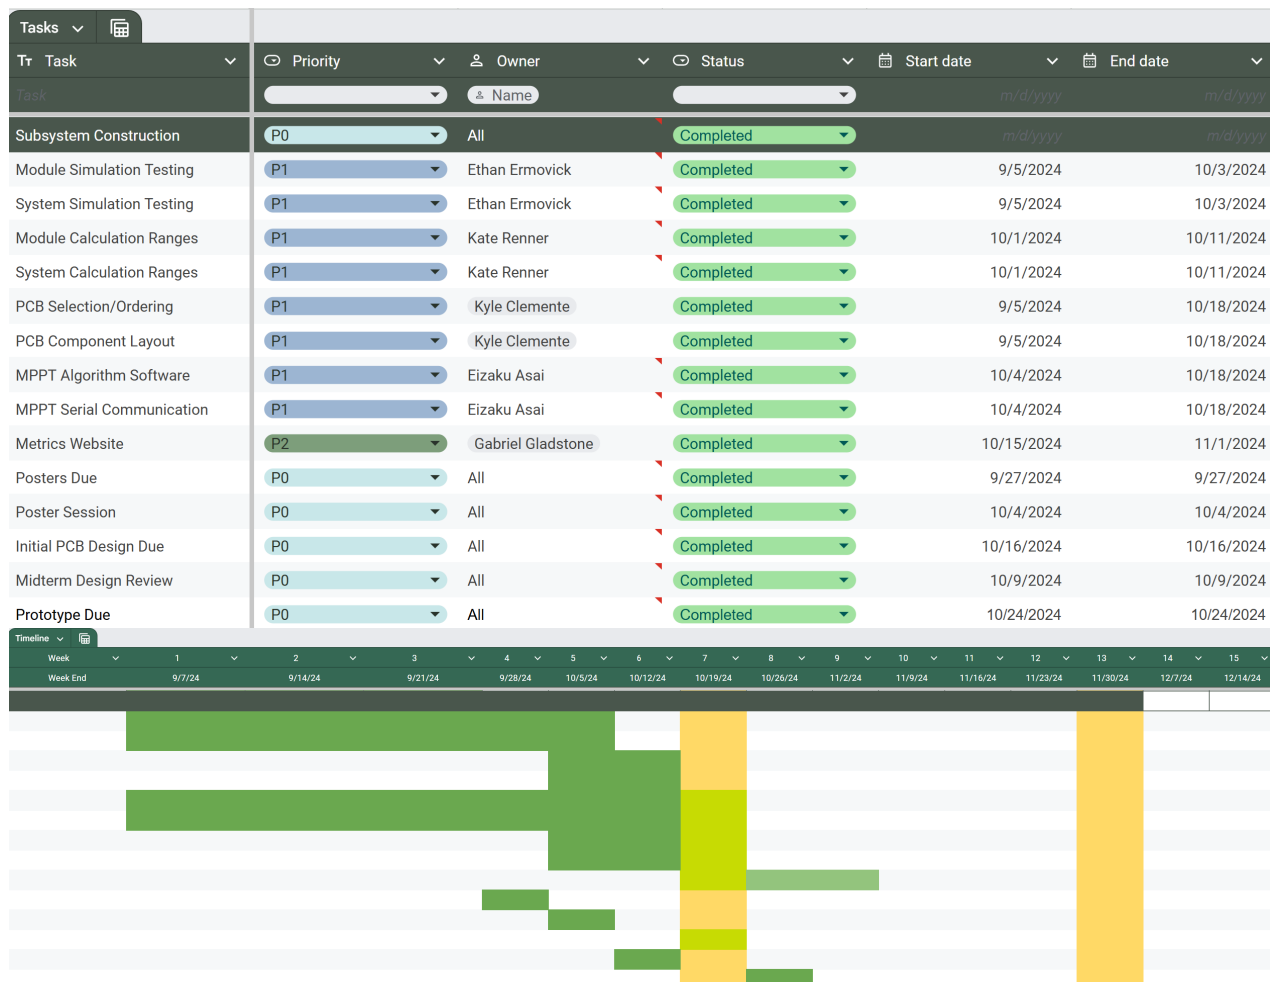 Tasks
Task Priority Owner Status Start date End date
Task Name m/d/yyyy m/d/yyyy
Subsystem Construction P0 All Completed m/d/yyyy m/d/yyyy
Module Simulation Testing P1 Ethan Ermovick Completed 9/5/2024 10/3/2024
System Simulation Testing P1 Ethan Ermovick Completed 9/5/2024 10/3/2024
Module Calculation Ranges P1 Kate Renner Completed 10/1/2024 10/11/2024
System Calculation Ranges P1 Kate Renner Completed 10/1/2024 10/11/2024
PCB Selection/Ordering P1 Kyle Clemente Completed 9/5/2024 10/18/2024
PCB Component Layout P1 Kyle Clemente Completed 9/5/2024 10/18/2024
MPPT Algorithm Software P1 Eizaku Asai Completed 10/4/2024 10/18/2024
MPPT Serial Communication P1 Eizaku Asai Completed 10/4/2024 10/18/2024
Metrics Website P2 Gabriel Gladstone Completed 10/15/2024 11/1/2024
Posters Due P0 All Completed 9/27/2024 9/27/2024
Poster Session P0 All Completed 10/4/2024 10/4/2024
Initial PCB Design Due P0 All Completed 10/16/2024 10/16/2024
Midterm Design Review P0 All Completed 10/9/2024 10/9/2024
Prototype Due P0 All Completed 10/24/2024 10/24/2024
Timeline
Week 1 2 3 4 5 6 7 8 9 10 11 12 13 14 15
Week End 9/7/24 9/14/24 9/21/24 9/28/24 10/5/24 10/12/24 10/19/24 10/26/24 11/2/24 11/9/24 11/16/24 11/23/24 11/30/24 12/7/24 12/14/24